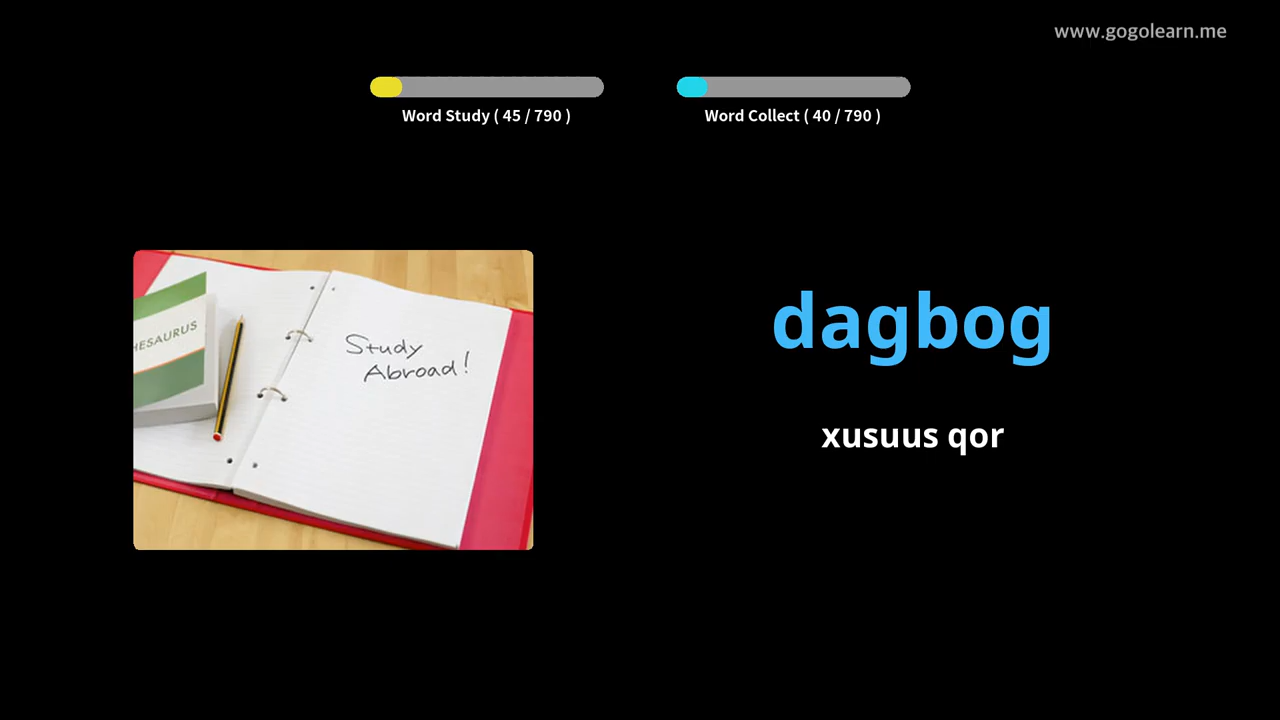 www.gogolearn.me
Word Study ( 45 / 790 )
Word Collect ( 40 / 790 )
HESAURUS
Study
Abroad!
dagbog
xusuus qor